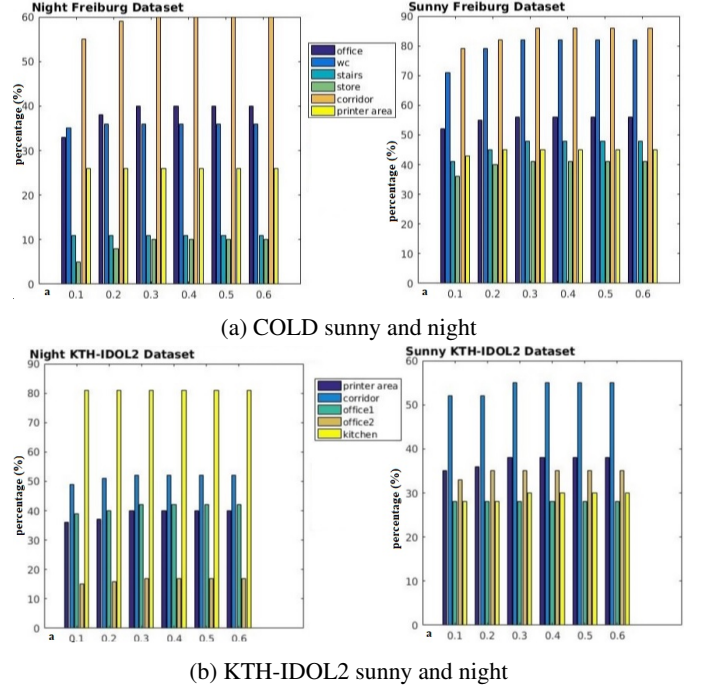 Night Freiburg Dataset
60
50
40
30
20
10
0
percentage (%)
a
0.1 0.2 0.3 0.4 0.5 0.6
office
wc
stairs
store
corridor
printer area
Sunny Freiburg Dataset
90
80
70
60
50
40
30
20
10
0
percentage (%)
a
0.1 0.2 0.3 0.4 0.5 0.6
(a) COLD sunny and night
Night KTH-IDOL2 Dataset
90
80
70
60
50
40
30
20
10
0
percentage (%)
a
0.1 0.2 0.3 0.4 0.5 0.6
printer area
corridor
office1
office2
kitchen
Sunny KTH-IDOL2 Dataset
60
50
40
30
20
10
0
percentage (%)
a
0.1 0.2 0.3 0.4 0.5 0.6
(b) KTH-IDOL2 sunny and night